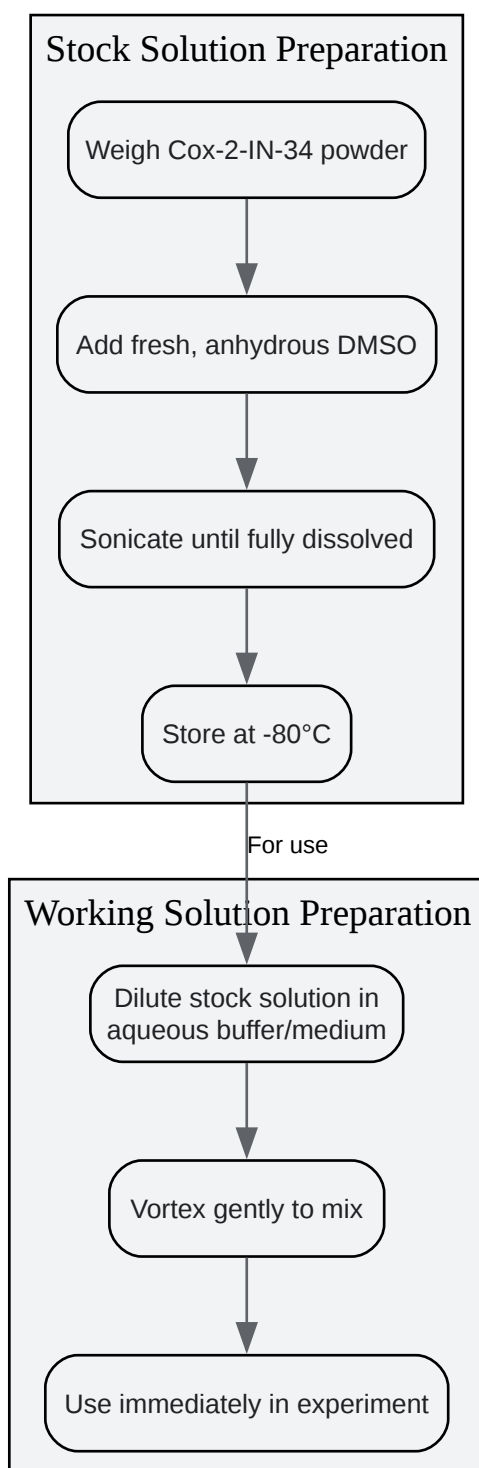 Stock Solution Preparation
Weigh Cox-2-IN-34 powder
Add fresh, anhydrous DMSO
Sonicate until fully dissolved
Store at -80°C
For use
Working Solution Preparation
Dilute stock solution in
aqueous buffer/medium
Vortex gently to mix
Use immediately in experiment